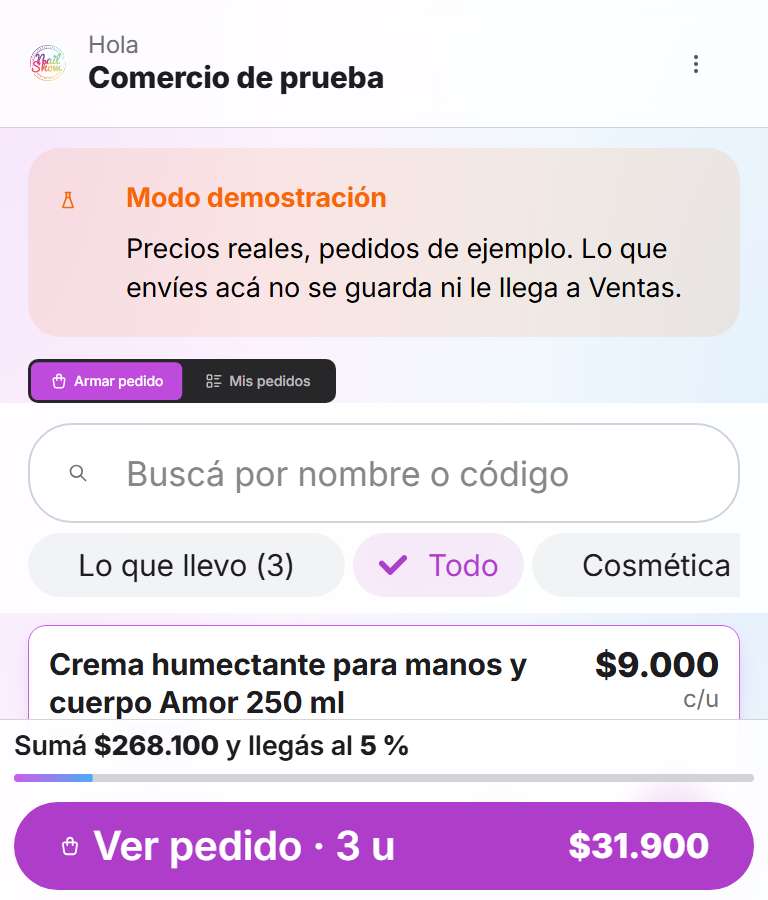 Nail Show
Hola
Comercio de prueba
Modo demostración
Precios reales, pedidos de ejemplo. Lo que
envíes acá no se guarda ni le llega a Ventas.
Armar pedido
Mis pedidos
Buscá por nombre o código
Lo que llevo (3)
Todo
Cosmética
Crema humectante para manos y
cuerpo Amor 250 ml
$9.000
c/u
Sumá $268.100 y llegás al 5 %
Ver pedido · 3 u
$31.900